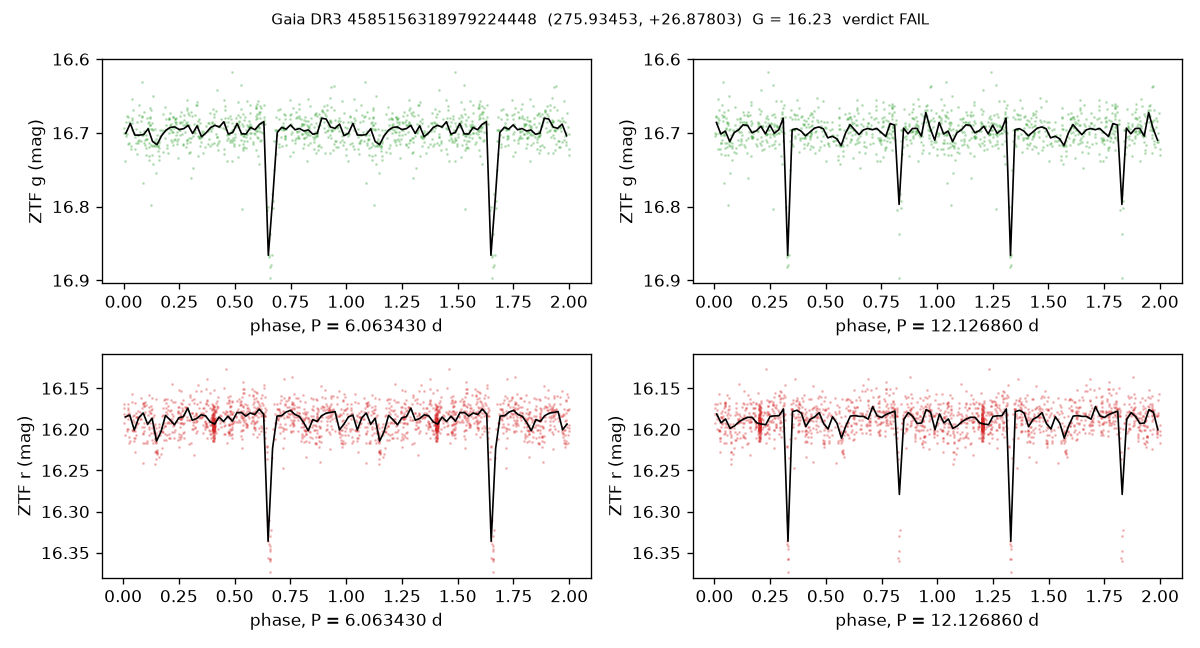 Gaia DR3 4585156318979224448 (275.93453, +26.87803) G = 16.23 verdict FAIL
16.6
16.7
16.8
16.9
ZTF g (mag)
0.00 0.25 0.50 0.75 1.00 1.25 1.50 1.75 2.00
phase, P = 6.063430 d
16.6
16.7
16.8
16.9
ZTF g (mag)
0.00 0.25 0.50 0.75 1.00 1.25 1.50 1.75 2.00
phase, P = 12.126860 d
16.15
16.20
16.25
16.30
16.35
ZTF r (mag)
0.00 0.25 0.50 0.75 1.00 1.25 1.50 1.75 2.00
phase, P = 6.063430 d
16.15
16.20
16.25
16.30
16.35
ZTF r (mag)
0.00 0.25 0.50 0.75 1.00 1.25 1.50 1.75 2.00
phase, P = 12.126860 d